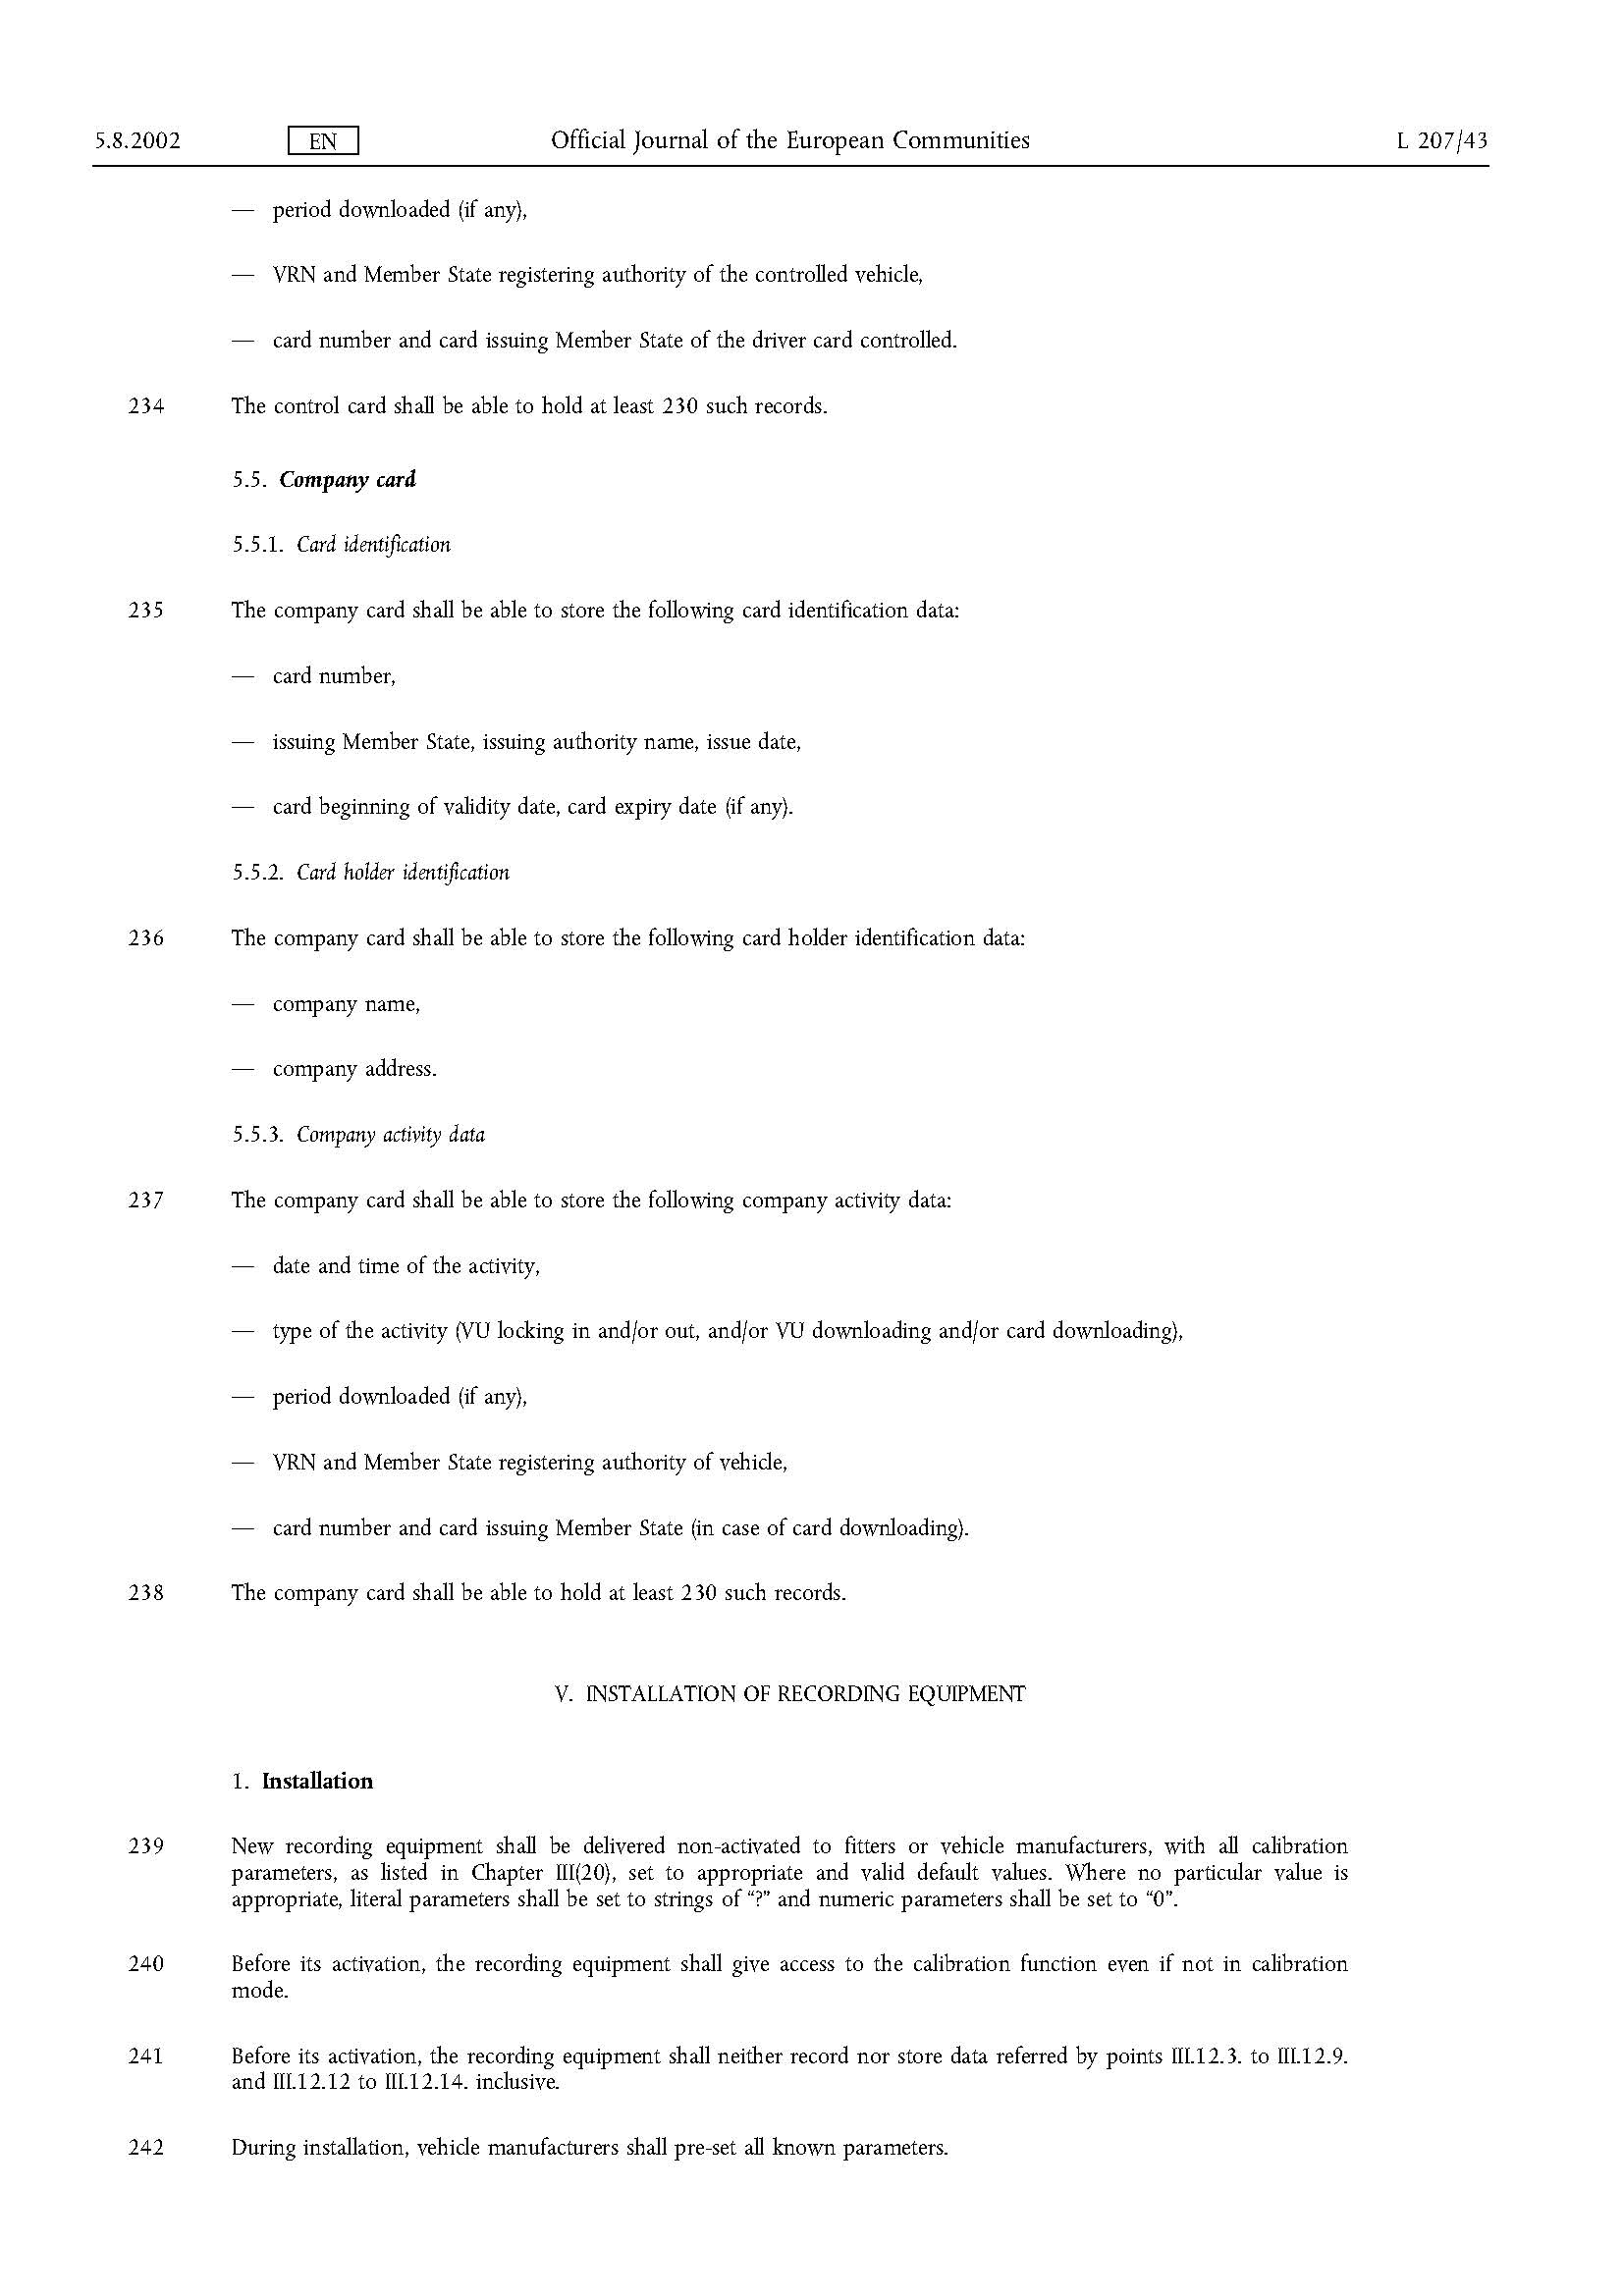 5.8.2002 EN Official Journal of the European Communities L 207/43
— period downloaded (if any),
— VRN and Member State registering authority of the controlled vehicle,
— card number and card issuing Member State of the driver card controlled.
234 The control card shall be able to hold at least 230 such records.
5.5. Company card
5.5.1. Card identification
235 The company card shall be able to store the following card identification data:
— card number,
— issuing Member State, issuing authority name, issue date,
— card beginning of validity date, card expiry date (if any).
5.5.2. Card holder identification
236 The company card shall be able to store the following card holder identification data:
— company name,
— company address.
5.5.3. Company activity data
237 The company card shall be able to store the following company activity data:
— date and time of the activity,
— type of the activity (VU locking in and/or out, and/or VU downloading and/or card downloading),
— period downloaded (if any),
— VRN and Member State registering authority of vehicle,
— card number and card issuing Member State (in case of card downloading).
238 The company card shall be able to hold at least 230 such records.
V. INSTALLATION OF RECORDING EQUIPMENT
1. Installation
239 New recording equipment shall be delivered non-activated to fitters or vehicle manufacturers, with all calibration
parameters, as listed in Chapter III(20), set to appropriate and valid default values. Where no particular value is
appropriate, literal parameters shall be set to strings of “?” and numeric parameters shall be set to “0”.
240 Before its activation, the recording equipment shall give access to the calibration function even if not in calibration
mode.
241 Before its activation, the recording equipment shall neither record nor store data referred by points III.12.3. to III.12.9.
and III.12.12 to III.12.14. inclusive.
242 During installation, vehicle manufacturers shall pre-set all known parameters.